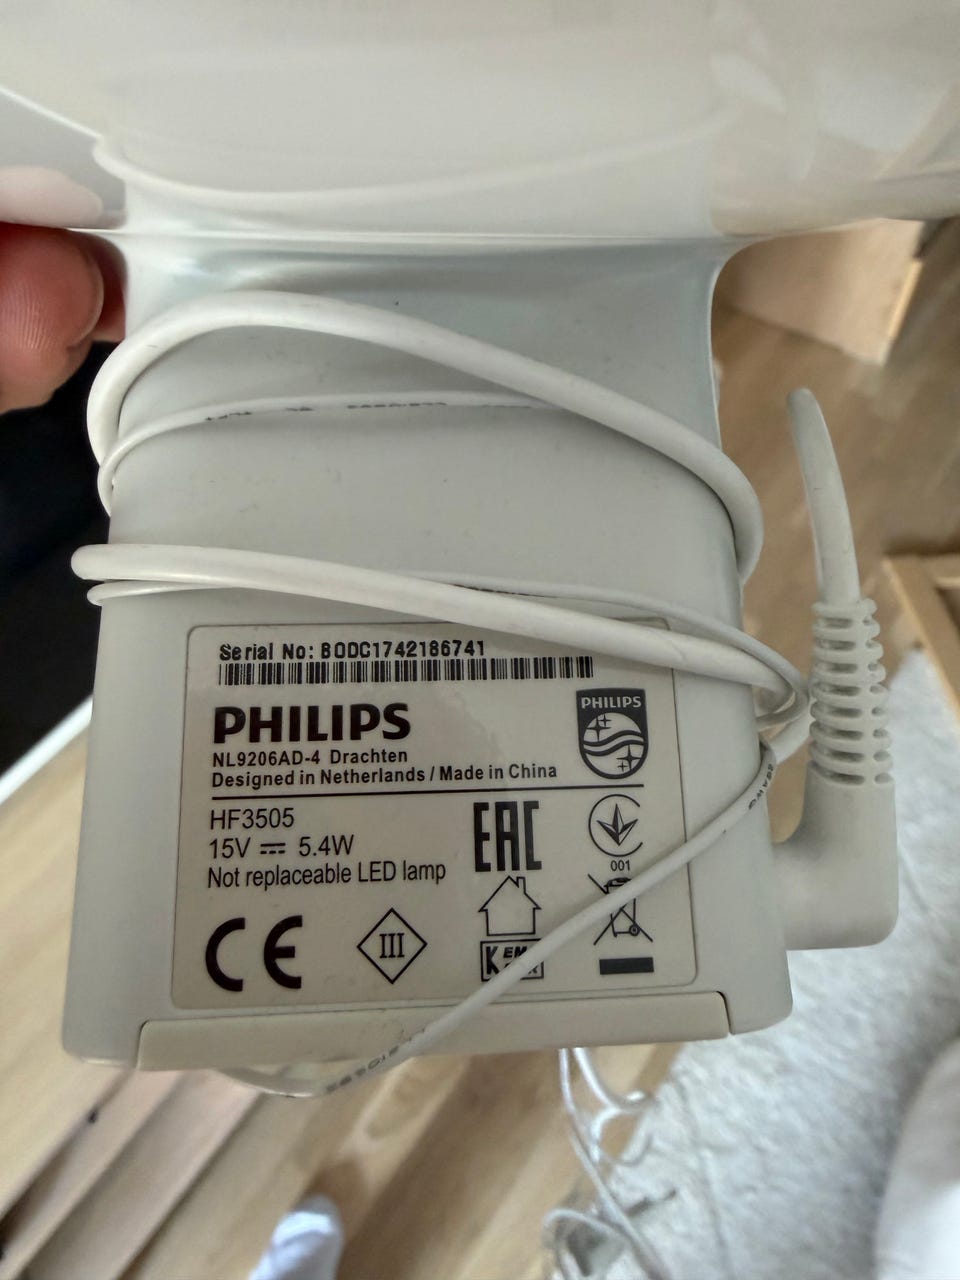 Serial No: BODC1742186741
PHILIPS
PHILIPS
NL9206AD-4 Drachten
Designed in Netherlands / Made in China
HF3505
15V ⎓ 5.4W
Not replaceable LED lamp
EAC
001
CE
III
KEMA